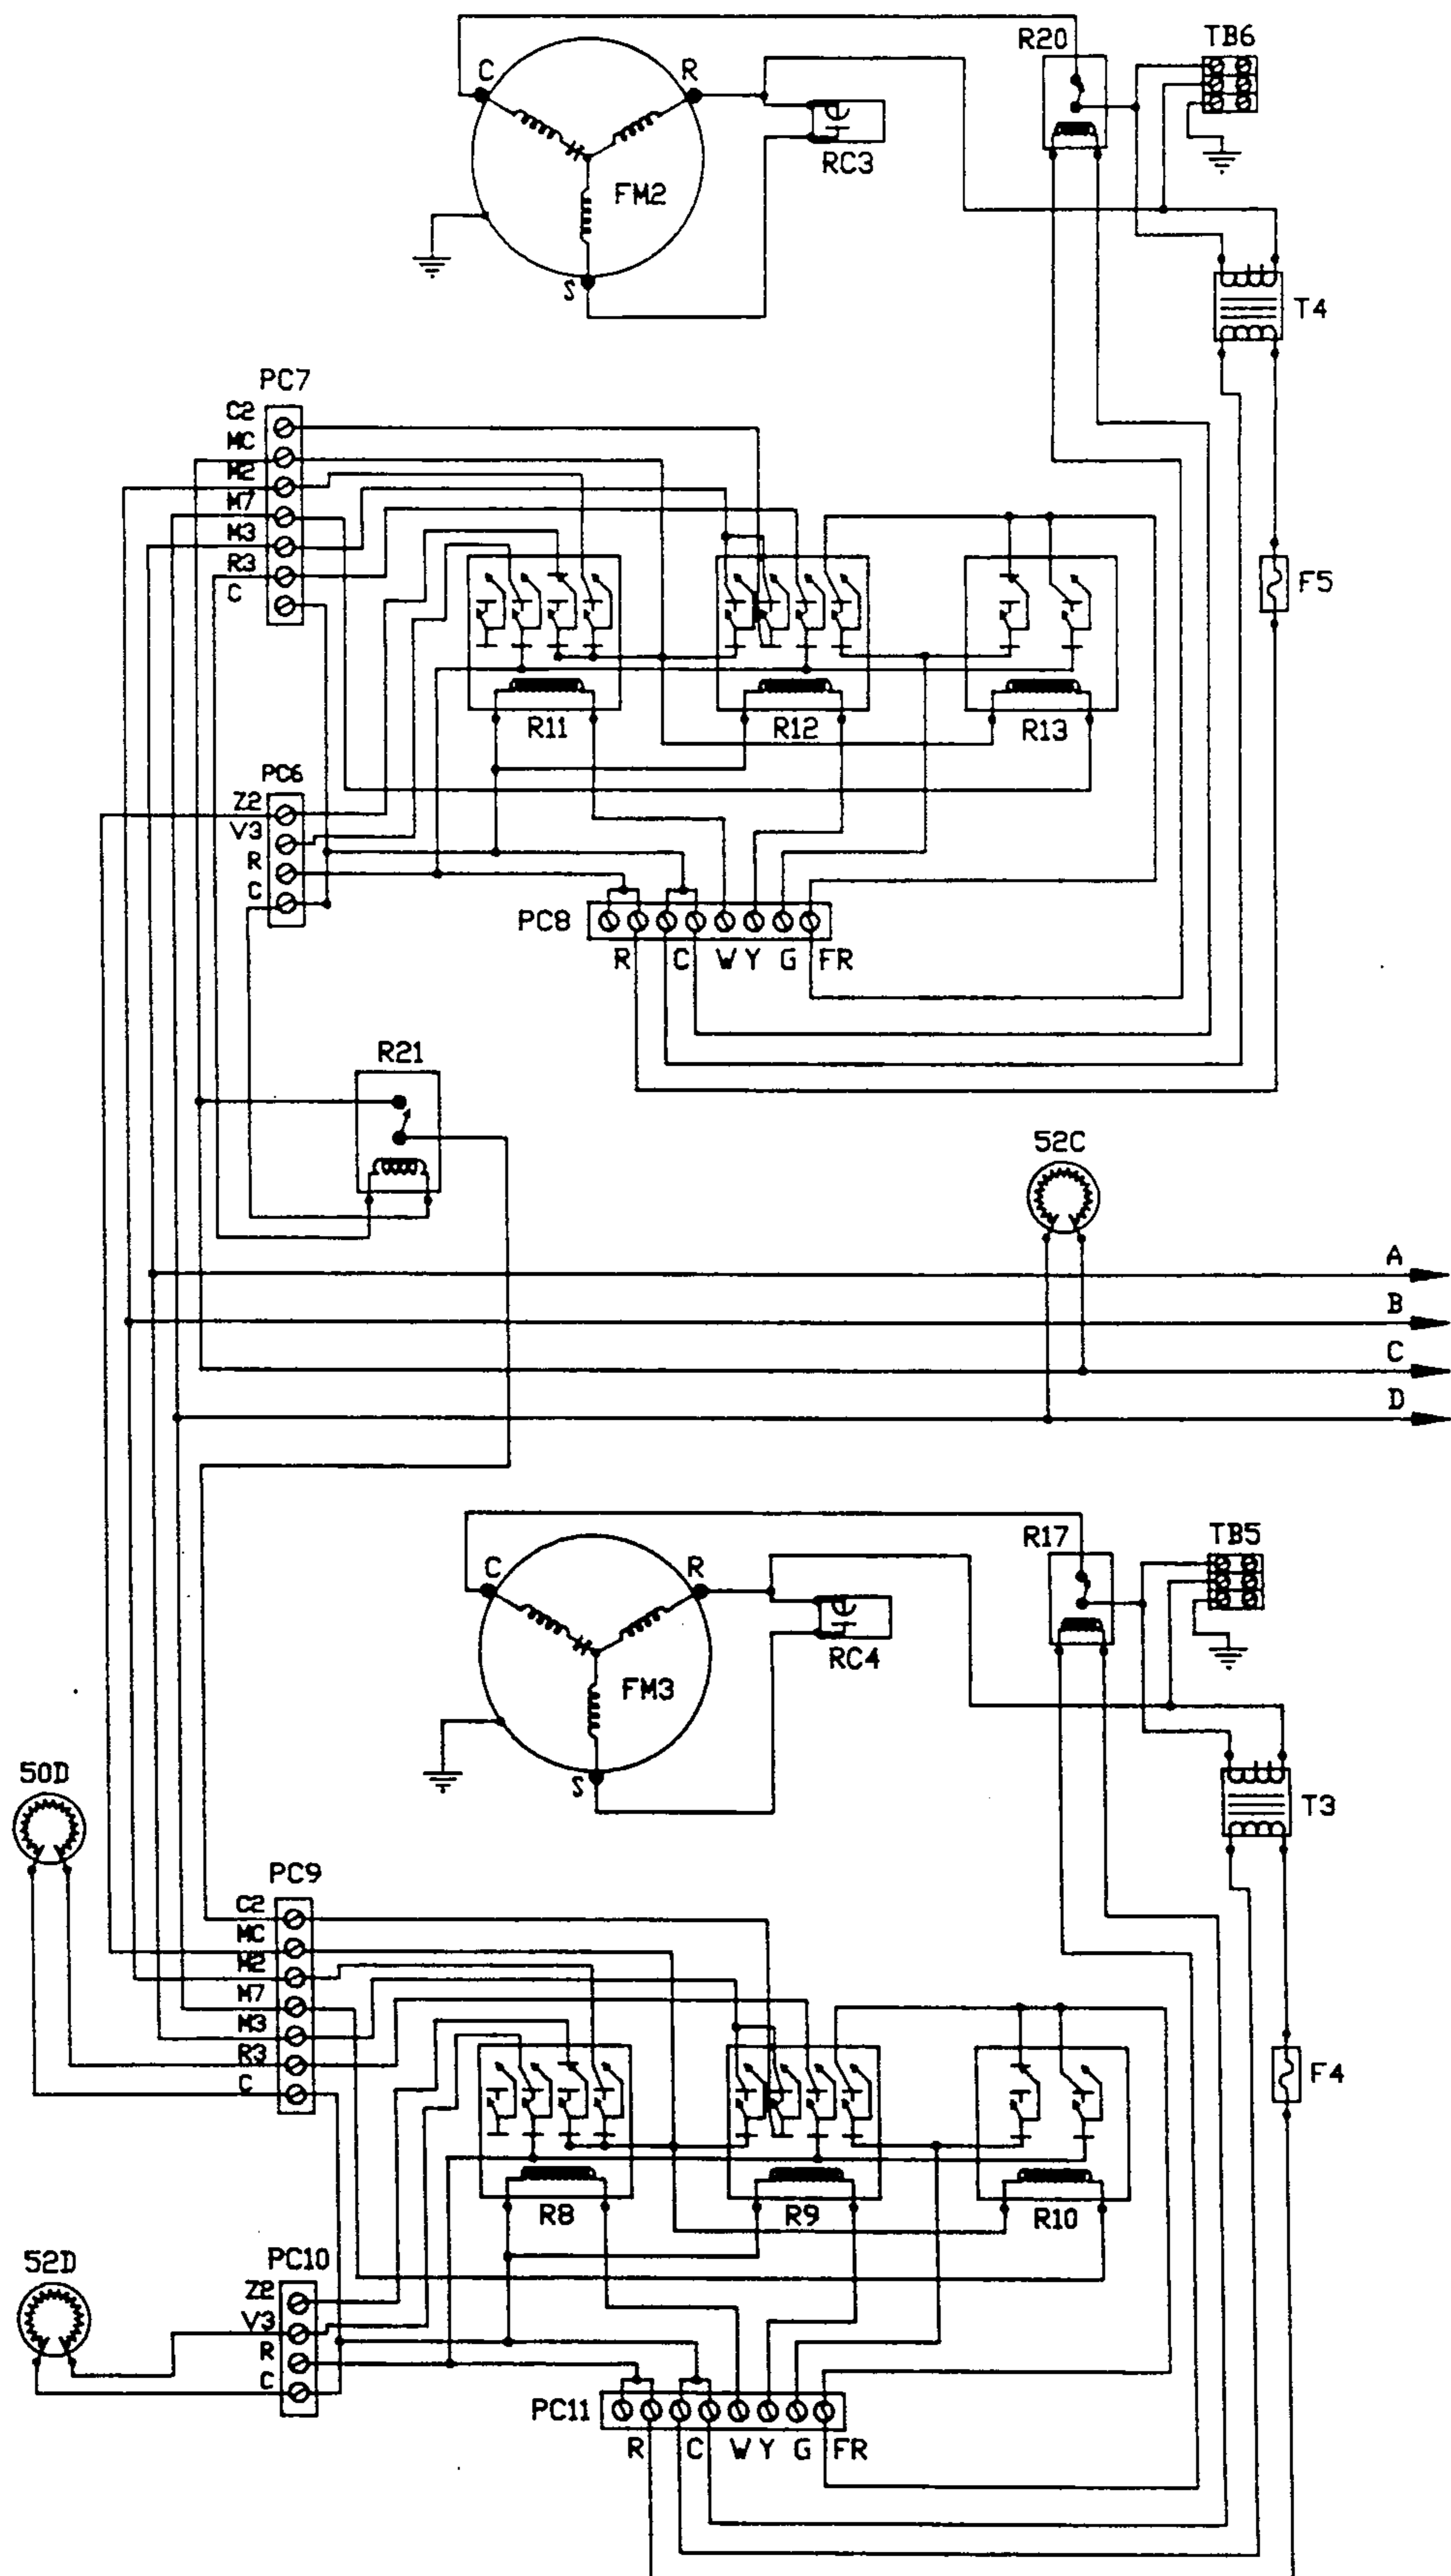 R20
TB6
C
R
RC3
FM2
S
T4
PC7
C2
MC
M2
M7
M3
R3
C
F5
R11
R12
R13
PC6
Z2
V3
R
C
PC8
R C W Y G FR
R21
52C
A
B
C
D
R17
TB5
C
R
RC4
FM3
S
T3
50D
PC9
C2
MC
M2
M7
M3
R3
C
F4
R8
R9
R10
52D
PC10
Z2
V3
R
C
PC11
R C W Y G FR